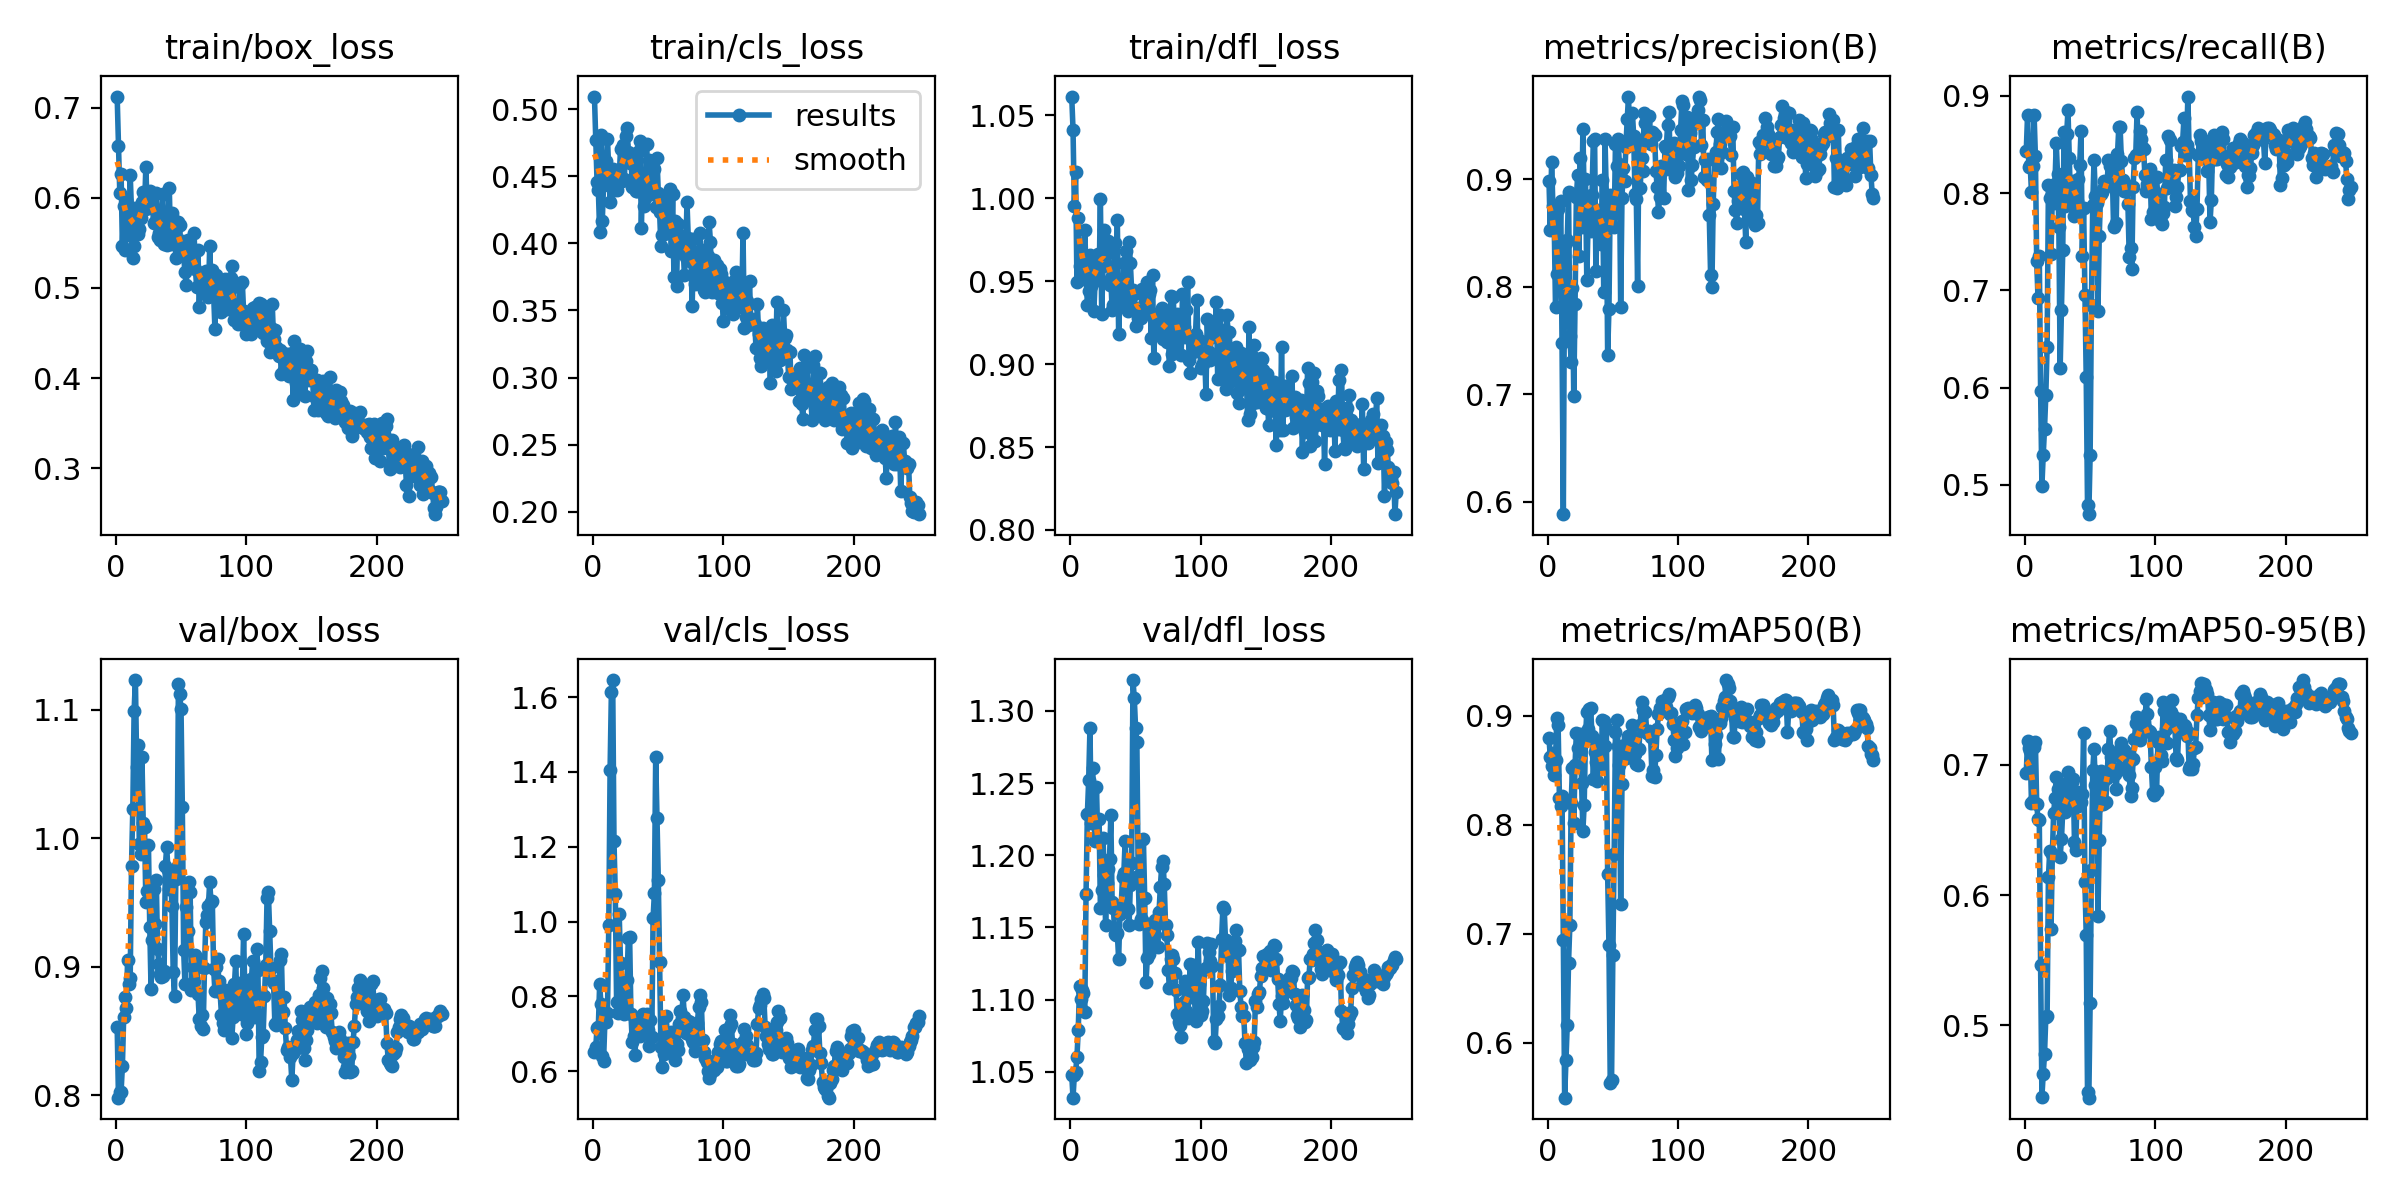 train/box_loss
0.7
0.6
0.5
0.4
0.3
0 100 200
train/cls_loss
results
smooth
0.50
0.45
0.40
0.35
0.30
0.25
0.20
0 100 200
train/dfl_loss
1.05
1.00
0.95
0.90
0.85
0.80
0 100 200
metrics/precision(B)
0.9
0.8
0.7
0.6
0 100 200
metrics/recall(B)
0.9
0.8
0.7
0.6
0.5
0 100 200
val/box_loss
1.1
1.0
0.9
0.8
0 100 200
val/cls_loss
1.6
1.4
1.2
1.0
0.8
0.6
0 100 200
val/dfl_loss
1.30
1.25
1.20
1.15
1.10
1.05
0 100 200
metrics/mAP50(B)
0.9
0.8
0.7
0.6
0 100 200
metrics/mAP50-95(B)
0.7
0.6
0.5
0 100 200